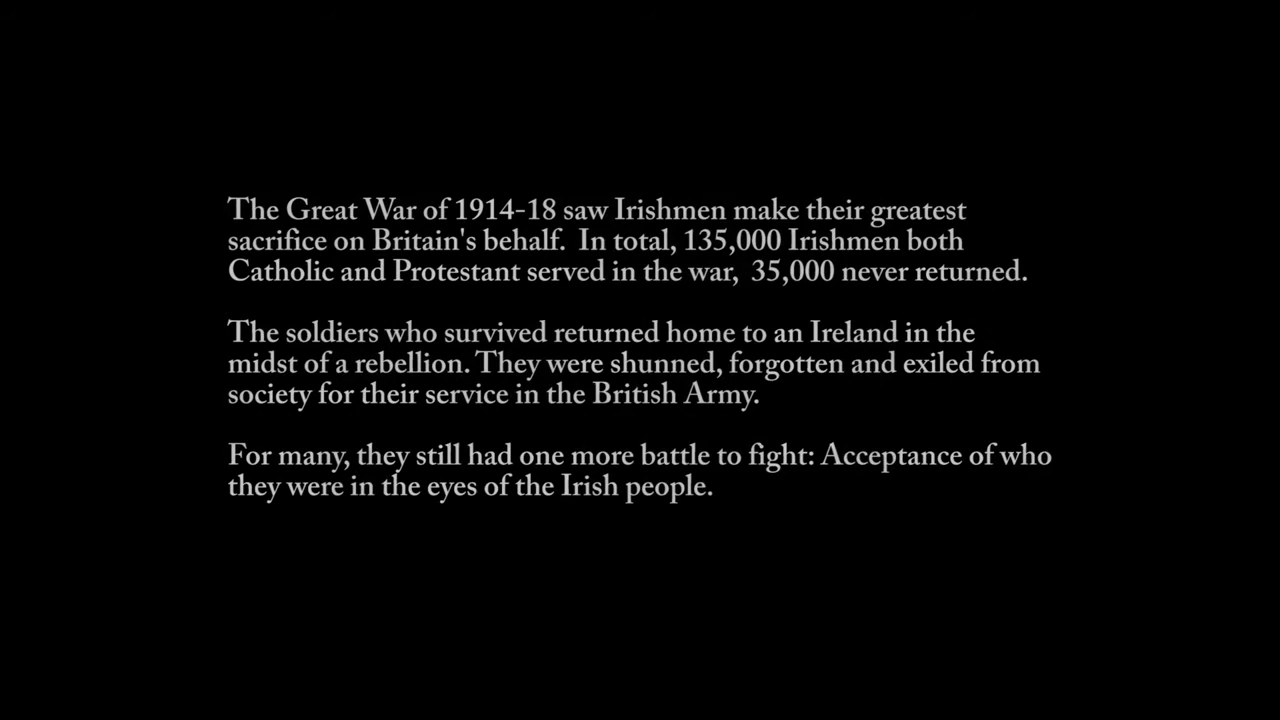 The Great War of 1914-18 saw Irishmen make their greatest
sacrifice on Britain's behalf.  In total, 135,000 Irishmen both
Catholic and Protestant served in the war,  35,000 never returned.
The soldiers who survived returned home to an Ireland in the
midst of a rebellion. They were shunned, forgotten and exiled from
society for their service in the British Army.
For many, they still had one more battle to fight: Acceptance of who
they were in the eyes of the Irish people.